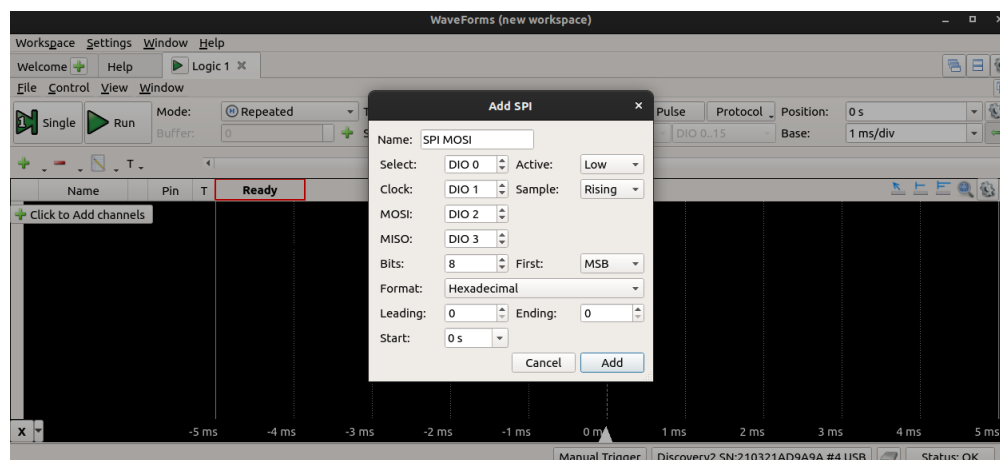 WaveForms (new workspace)
Workspace Settings Window Help
Welcome Help Logic 1
File Control View Window
Single Run Mode: Repeated Pulse Protocol Position: 0 s
Buffer: 0 DIO 0..15 Base: 1 ms/div
T
Name Pin T Ready
Click to Add channels
Add SPI
Name: SPI MOSI
Select: DIO 0 Active: Low
Clock: DIO 1 Sample: Rising
MOSI: DIO 2
MISO: DIO 3
Bits: 8 First: MSB
Format: Hexadecimal
Leading: 0 Ending: 0
Start: 0 s
Cancel Add
X -5 ms -4 ms -3 ms -2 ms -1 ms 1 ms 2 ms 3 ms 4 ms 5 ms
Manual Trigger Discovery2 SN:210321AD9A9A #4 USB Status: OK